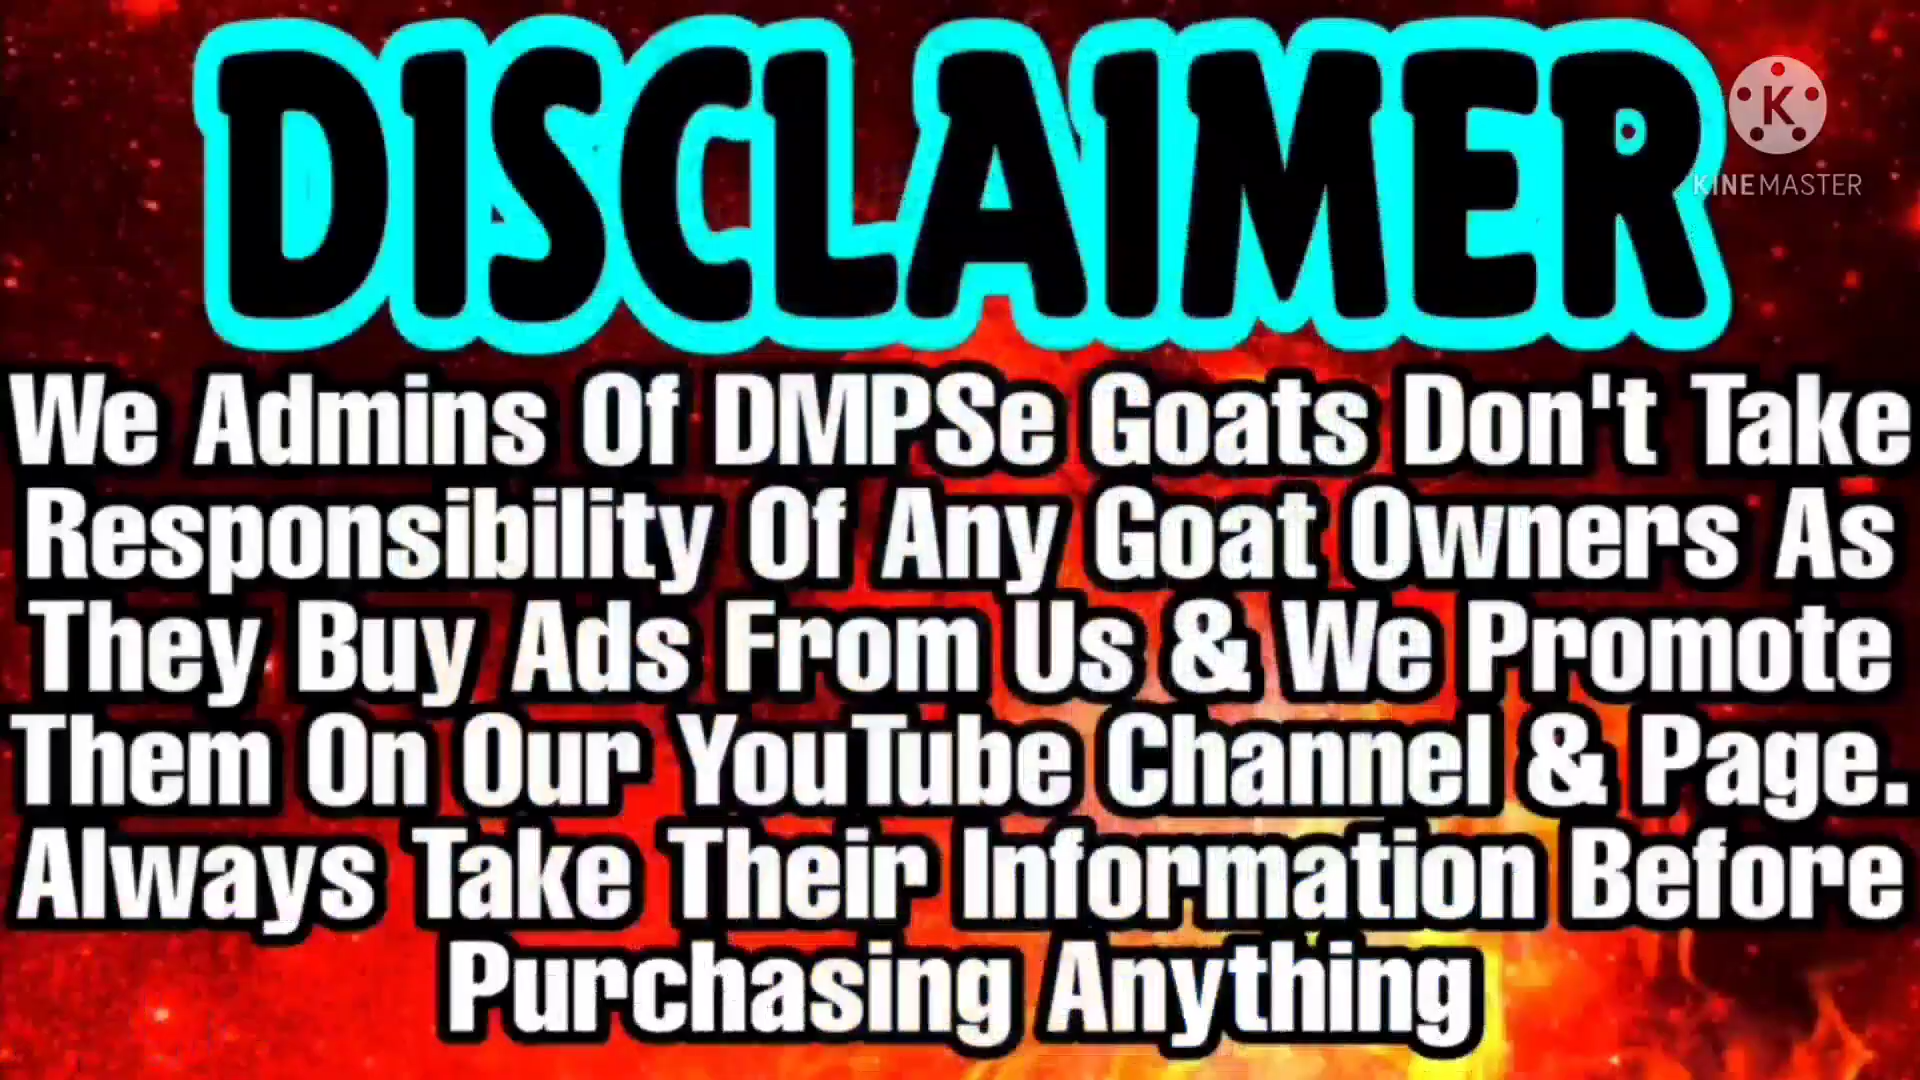 DISCLAIMER
K
KINEMASTER
We Admins Of DMPSe Goats Don't Take
Responsibility Of Any Goat Owners As
They Buy Ads From Us & We Promote
Them On Our YouTube Channel & Page.
Always Take Their Information Before
Purchasing Anything